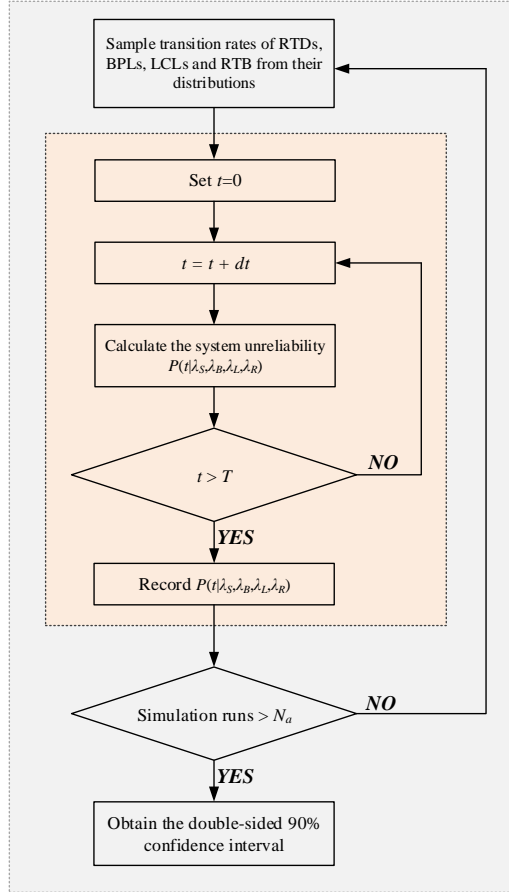 Sample transition rates of RTDs,
BPLs, LCLs and RTB from their
distributions
Set t=0
t = t + dt
Calculate the system unreliability
P(t|λS,λB,λL,λR)
t > T
NO
YES
Record P(t|λS,λB,λL,λR)
Simulation runs > Na
NO
YES
Obtain the double-sided 90%
confidence interval